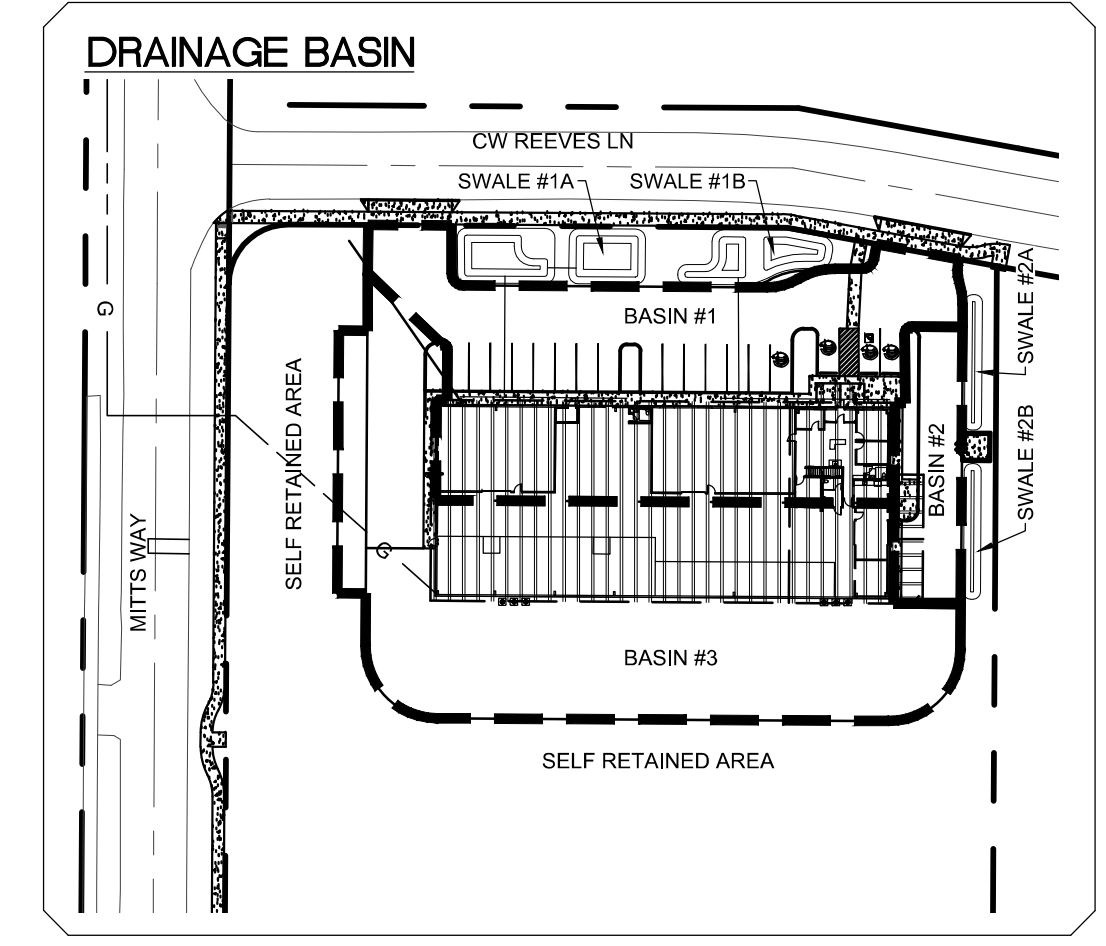 DRAINAGE BASIN
CW REEVES LN
SWALE #1A
SWALE #1B
SWALE #2A
G
BASIN #1
SELF RETAINED AREA
BASIN #2
SWALE #2B
MITTS WAY
G
BASIN #3
SELF RETAINED AREA